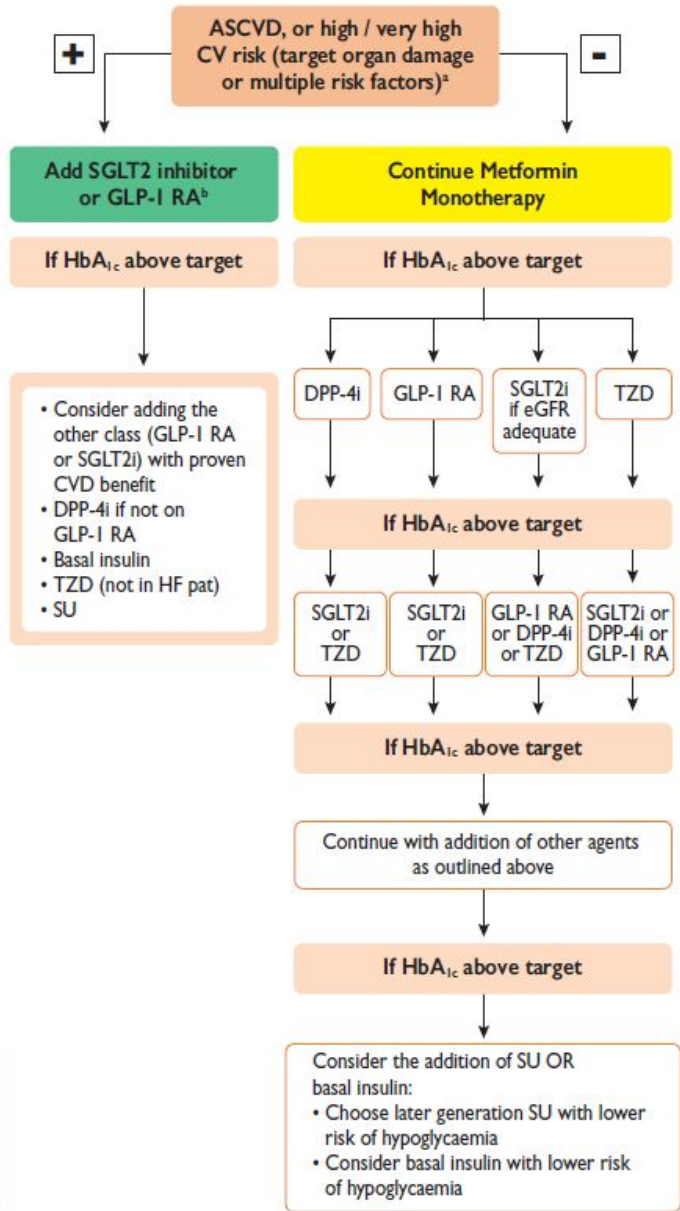 ASCVD, or high / very high
CV risk (target organ damage
or multiple risk factors)ᵃ
+
-
Add SGLT2 inhibitor
or GLP-1 RAᵇ
If HbA1c above target
• Consider adding the
other class (GLP-1 RA
or SGLT2i) with proven
CVD benefit
• DPP-4i if not on
GLP-1 RA
• Basal insulin
• TZD (not in HF pat)
• SU
Continue Metformin
Monotherapy
If HbA1c above target
DPP-4i
GLP-1 RA
SGLT2i
if eGFR
adequate
TZD
If HbA1c above target
SGLT2i
or
TZD
SGLT2i
or
TZD
GLP-1 RA
or DPP-4i
or TZD
SGLT2i or
DPP-4i or
GLP-1 RA
If HbA1c above target
Continue with addition of other agents
as outlined above
If HbA1c above target
Consider the addition of SU OR
basal insulin:
• Choose later generation SU with lower
risk of hypoglycaemia
• Consider basal insulin with lower risk
of hypoglycaemia